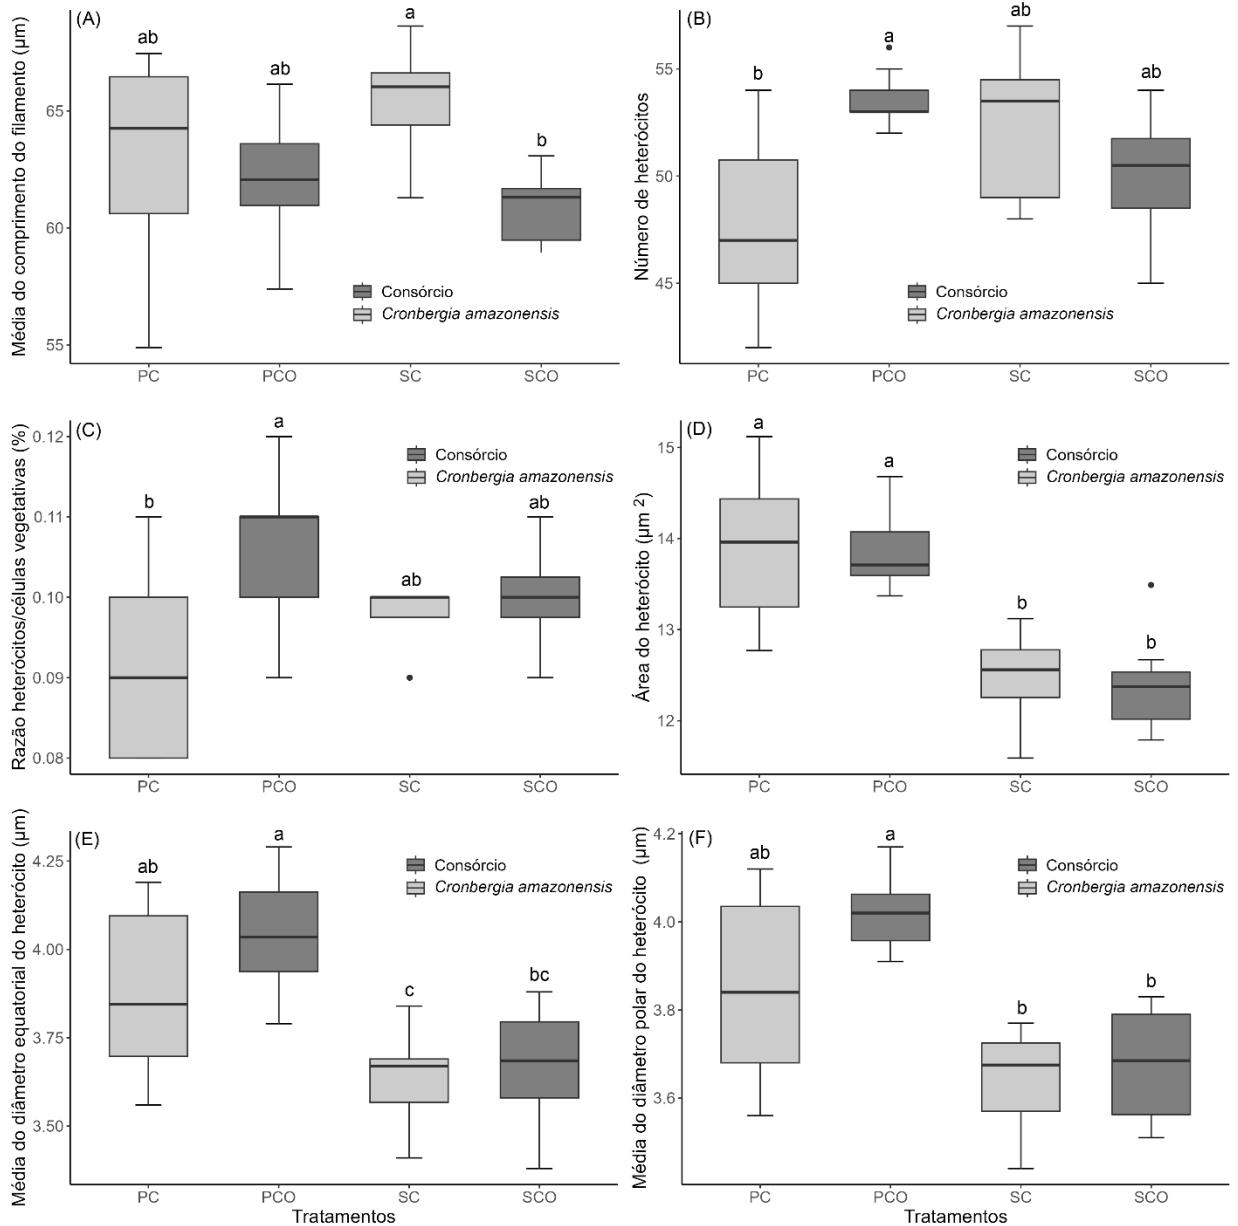 Média do comprimento do filamento (µm)
(A)
ab
ab
a
b
65
60
55
Consórcio
Cronbergia amazonensis
PC PCO SC SCO
Número de heterócitos
(B)
b
a
ab
ab
55
50
45
Consórcio
Cronbergia amazonensis
PC PCO SC SCO
Razão heterócitos/células vegetativas (%)
(C)
b
a
ab
ab
0.12
0.11
0.10
0.09
0.08
Consórcio
Cronbergia amazonensis
PC PCO SC SCO
Área do heterócito (µm ²)
(D)
a
a
b
b
15
14
13
12
Consórcio
Cronbergia amazonensis
PC PCO SC SCO
Média do diâmetro equatorial do heterócito (µm)
(E)
ab
a
c
bc
4.25
4.00
3.75
3.50
Consórcio
Cronbergia amazonensis
PC PCO SC SCO
Tratamentos
Média do diâmetro polar do heterócito (µm)
(F)
ab
a
b
b
4.2
4.0
3.8
3.6
Consórcio
Cronbergia amazonensis
PC PCO SC SCO
Tratamentos